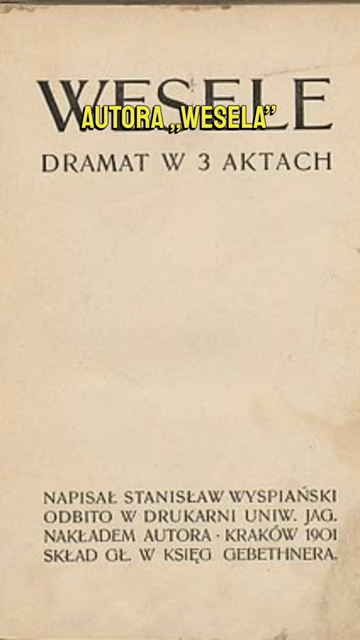 WESELE
AUTORA „WESELA”
DRAMAT W 3 AKTACH
NAPISAŁ STANISŁAW WYSPIAŃSKI
ODBITO W DRUKARNI UNIW. JAG.
NAKŁADEM AUTORA · KRAKÓW 1901
SKŁAD GŁ. W KSIĘG. GEBETHNERA.